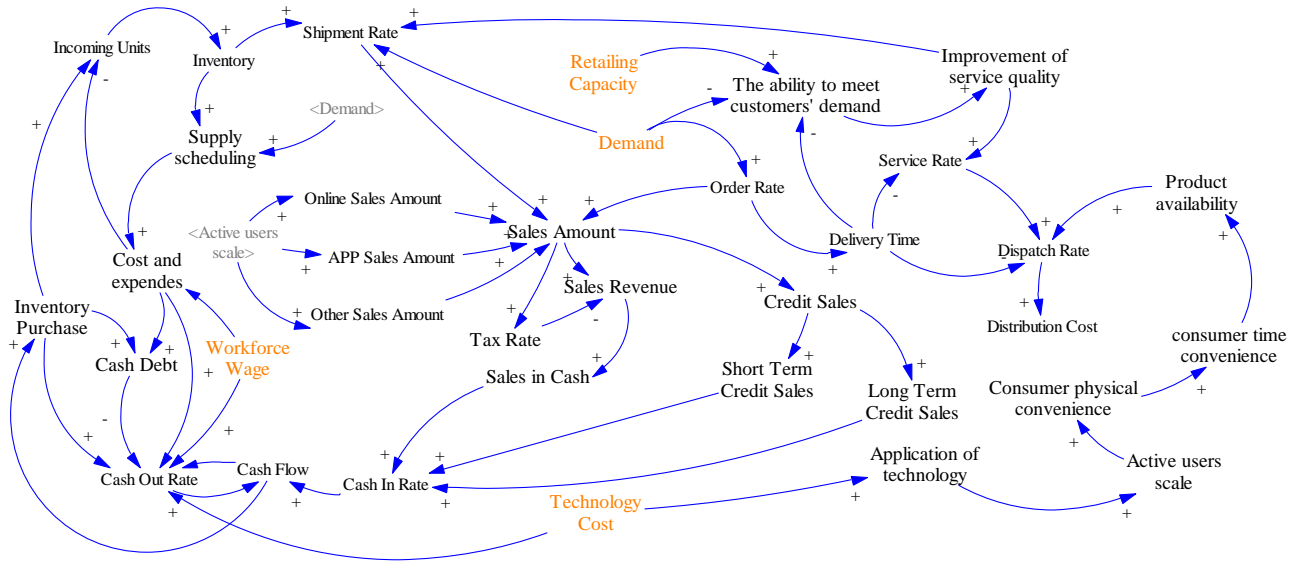 Incoming Units
Inventory
Shipment Rate
Retailing
Capacity
The ability to meet
customers' demand
Improvement of
service quality
<Demand>
Supply
scheduling
Demand
Service Rate
Product
availability
Online Sales Amount
Order Rate
<Active users
scale>
Sales Amount
Delivery Time
Dispatch Rate
APP Sales Amount
Cost and
expendes
Sales Revenue
Credit Sales
Inventory
Purchase
Other Sales Amount
Distribution Cost
Tax Rate
consumer time
convenience
Workforce
Wage
Cash Debt
Sales in Cash
Short Term
Credit Sales
Long Term
Credit Sales
Consumer physical
convenience
Cash Out Rate
Cash Flow
Cash In Rate
Application of
technology
Active users
scale
Technology
Cost